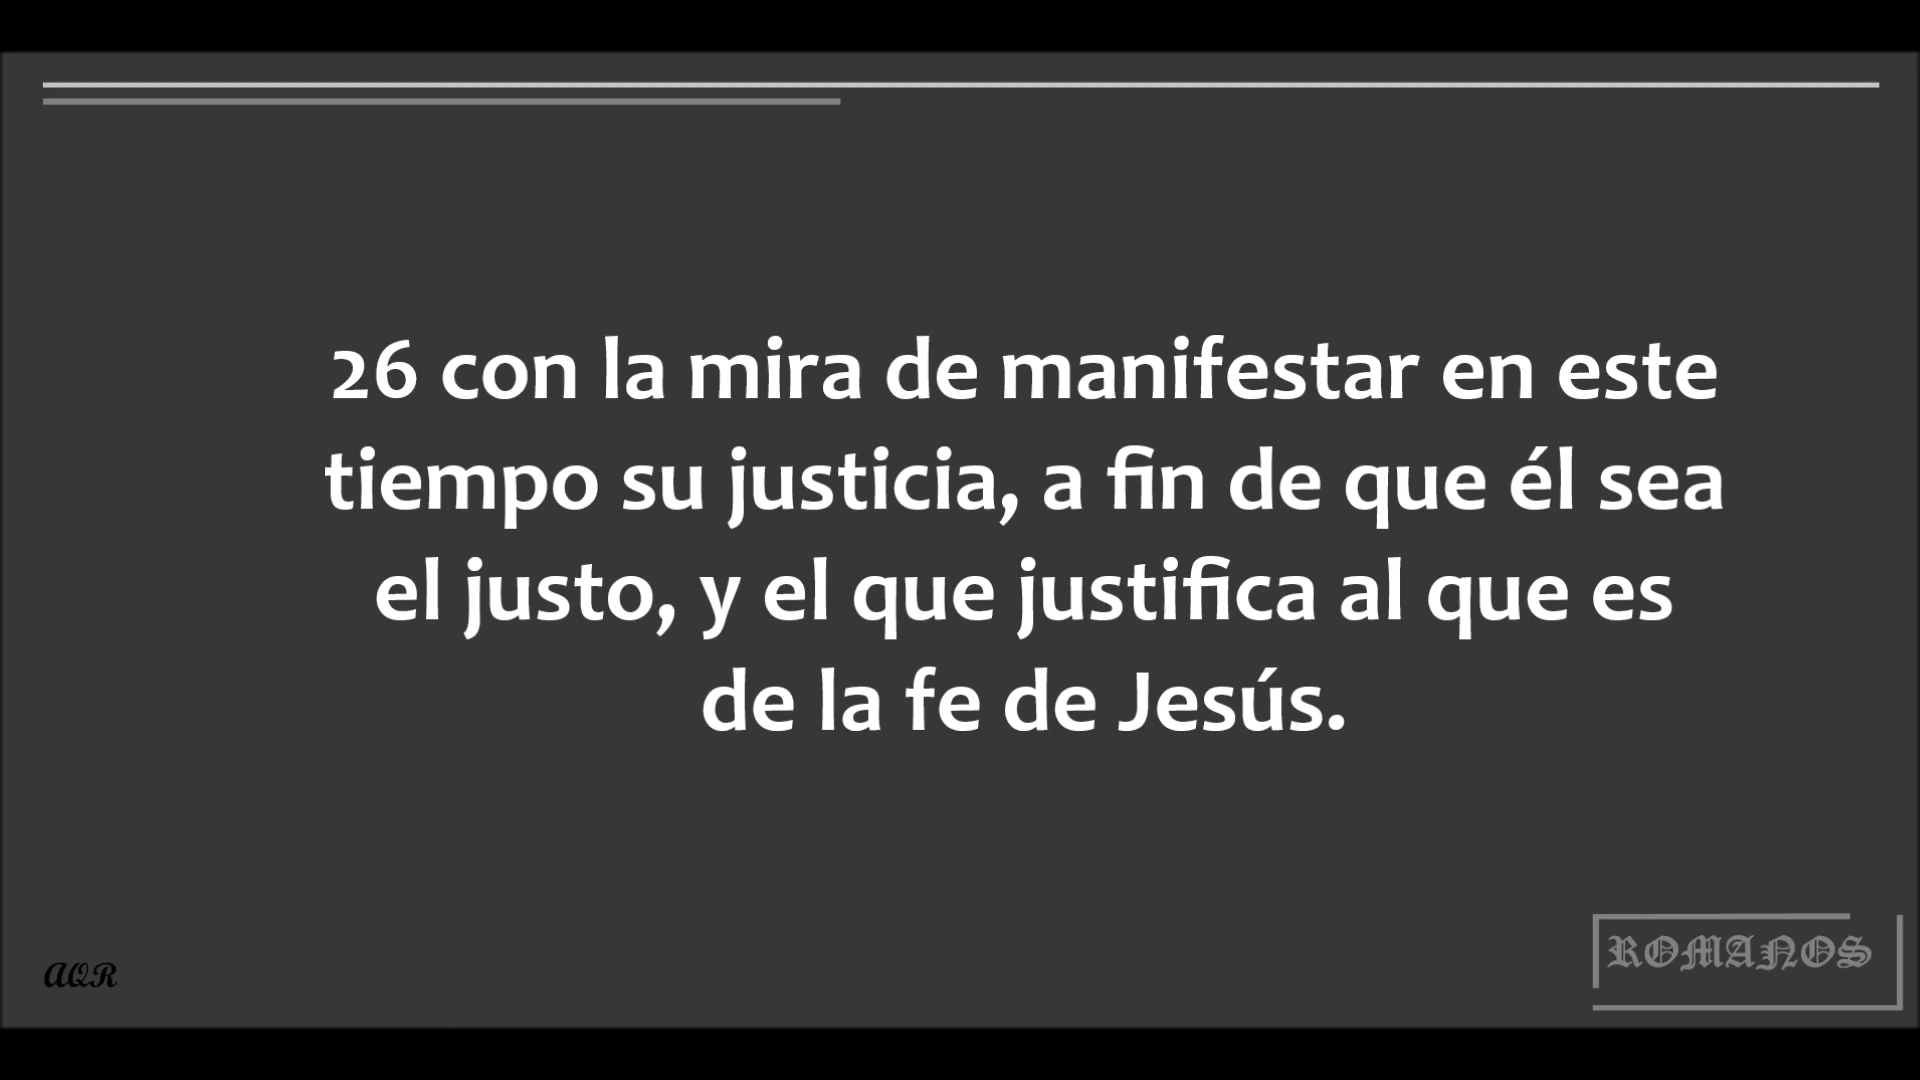 26 con la mira de manifestar en este
tiempo su justicia, a fin de que él sea
el justo, y el que justifica al que es
de la fe de Jesús.
AQR
ROMANOS